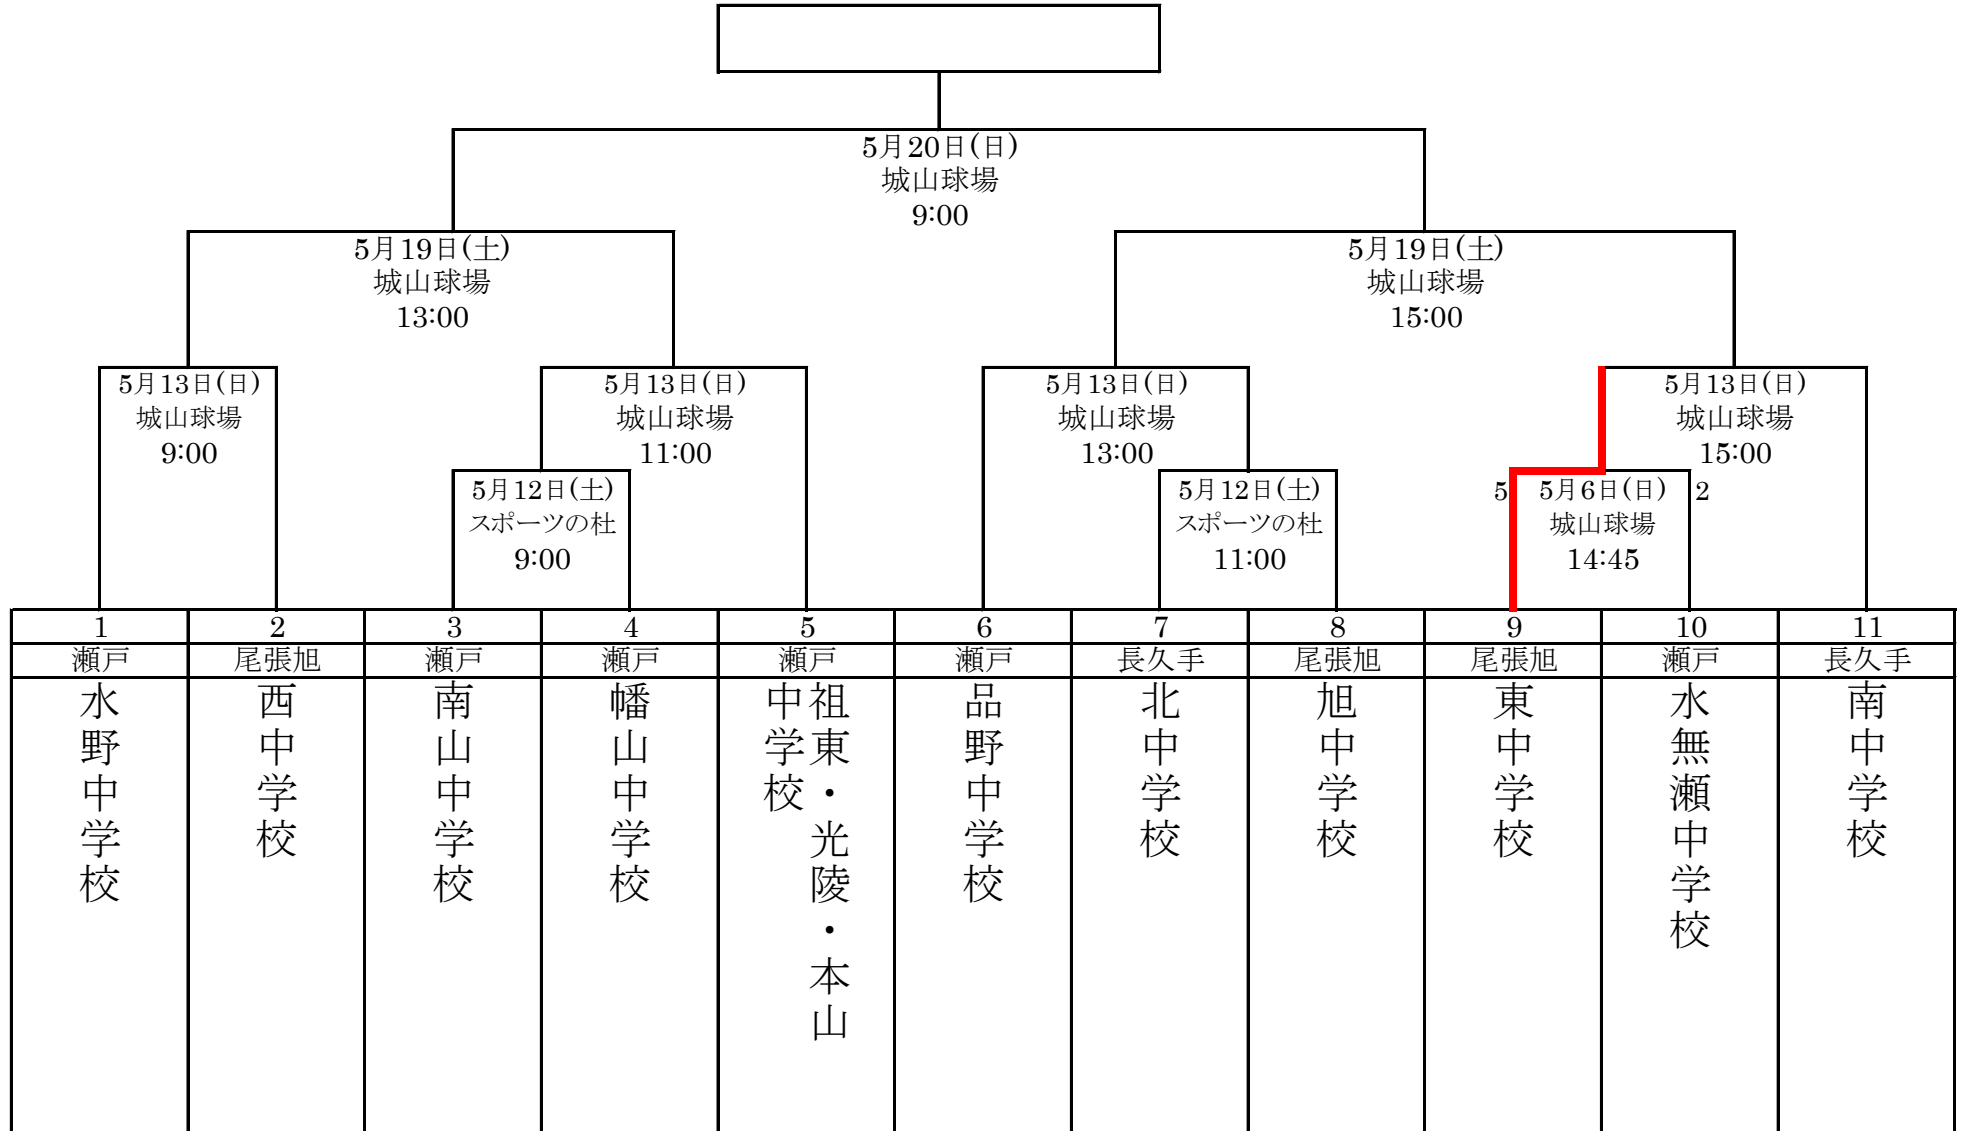 5月20日(日)
城山球場
9:00
5月19日(土)
城山球場
13:00
5月19日(土)
城山球場
15:00
5月13日(日)
城山球場
9:00
5月13日(日)
城山球場
11:00
5月13日(日)
城山球場
13:00
5月13日(日)
城山球場
15:00
5月12日(土)
スポーツの杜
9:00
5月12日(土)
スポーツの杜
11:00
5
5月6日(日)
城山球場
14:45
2
1
2
3
4
5
6
7
8
9
10
11
瀬戸
尾張旭
瀬戸
瀬戸
瀬戸
瀬戸
長久手
尾張旭
尾張旭
瀬戸
長久手
水野中学校
西中学校
南山中学校
幡山中学校
祖東・光陵・本山
中学校
品野中学校
北中学校
旭中学校
東中学校
水無瀬中学校
南中学校